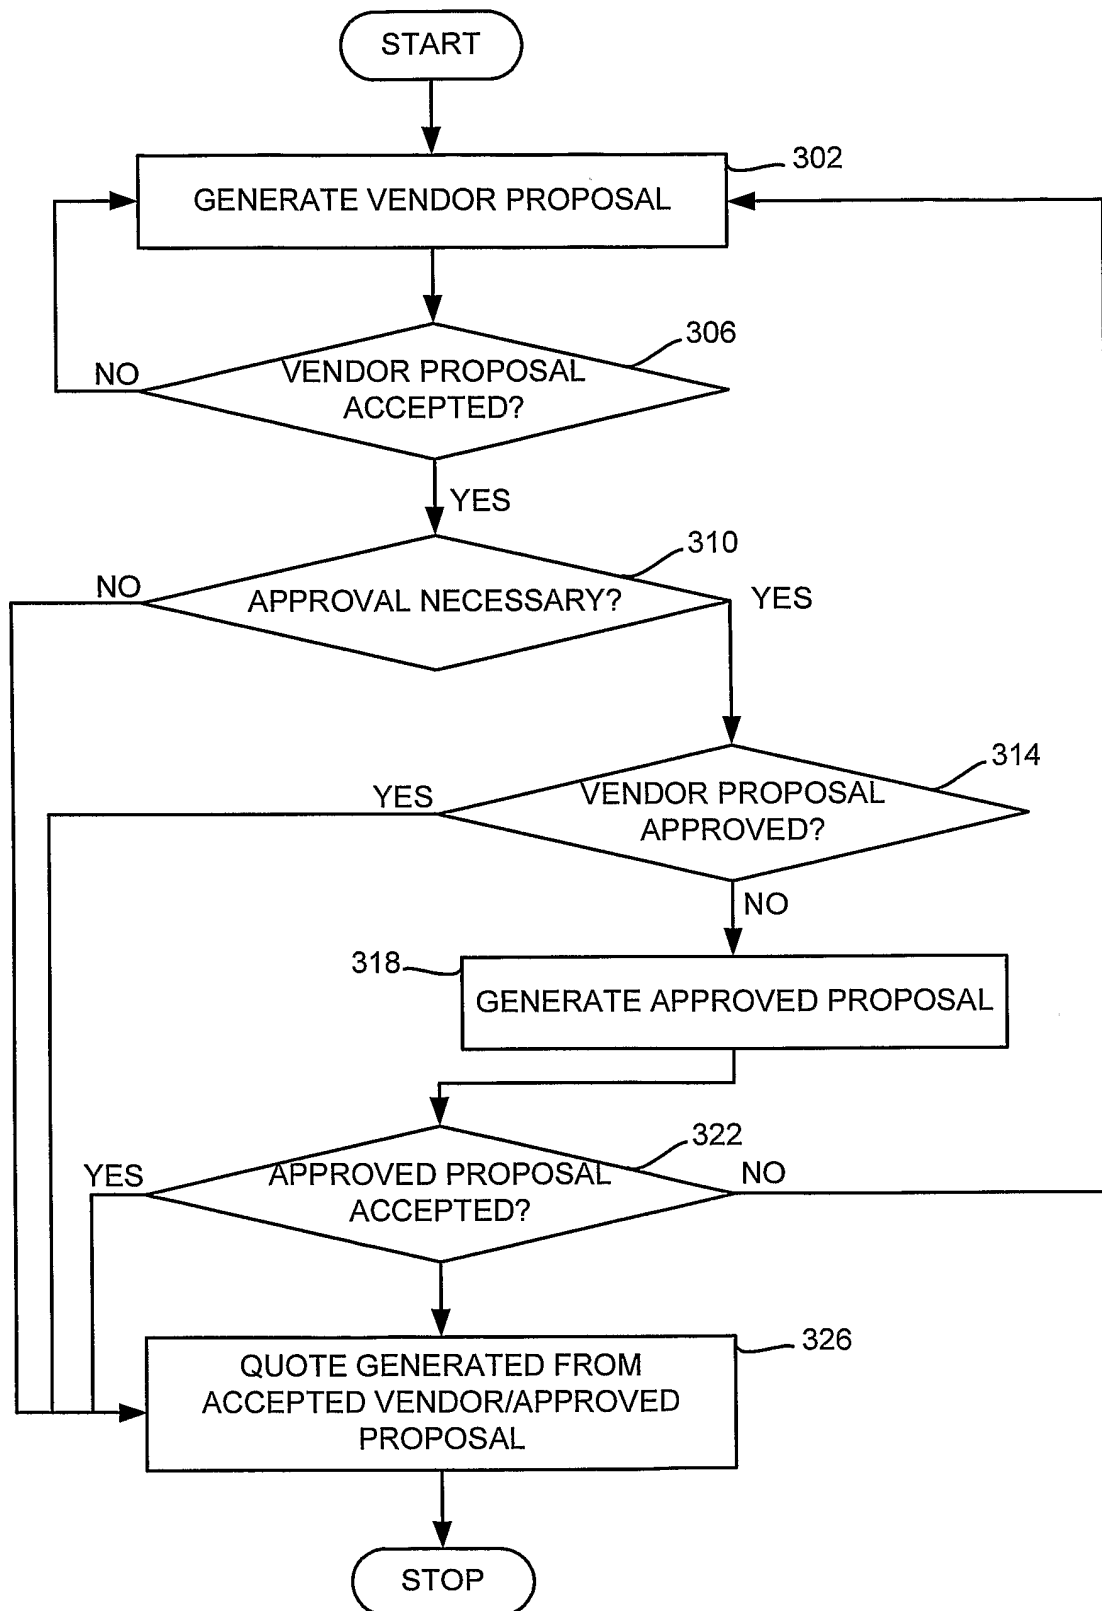 START
302
GENERATE VENDOR PROPOSAL
306
VENDOR PROPOSAL
ACCEPTED?
NO
YES
310
NO
APPROVAL NECESSARY?
YES
314
YES
VENDOR PROPOSAL
APPROVED?
NO
318
GENERATE APPROVED PROPOSAL
322
YES
APPROVED PROPOSAL
ACCEPTED?
NO
326
QUOTE GENERATED FROM
ACCEPTED VENDOR/APPROVED
PROPOSAL
STOP